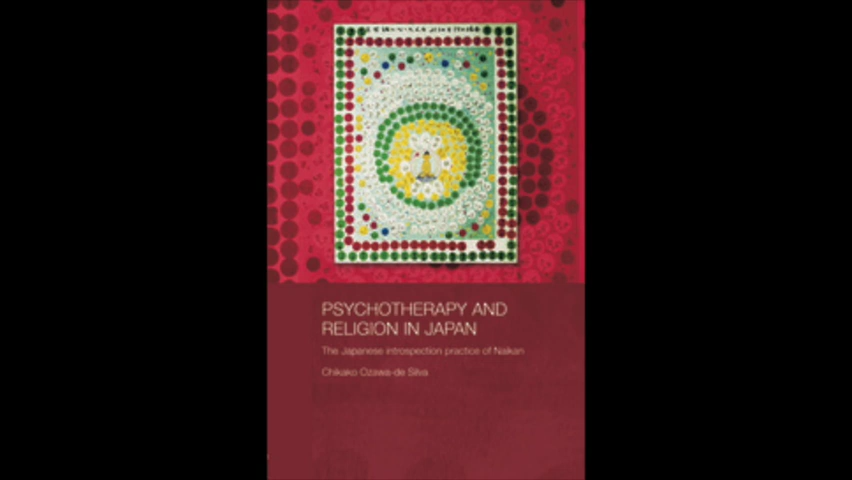 PSYCHOTHERAPY AND
RELIGION IN JAPAN
The Japanese introspection practice of Naikan
Chikako Ozawa-de Silva